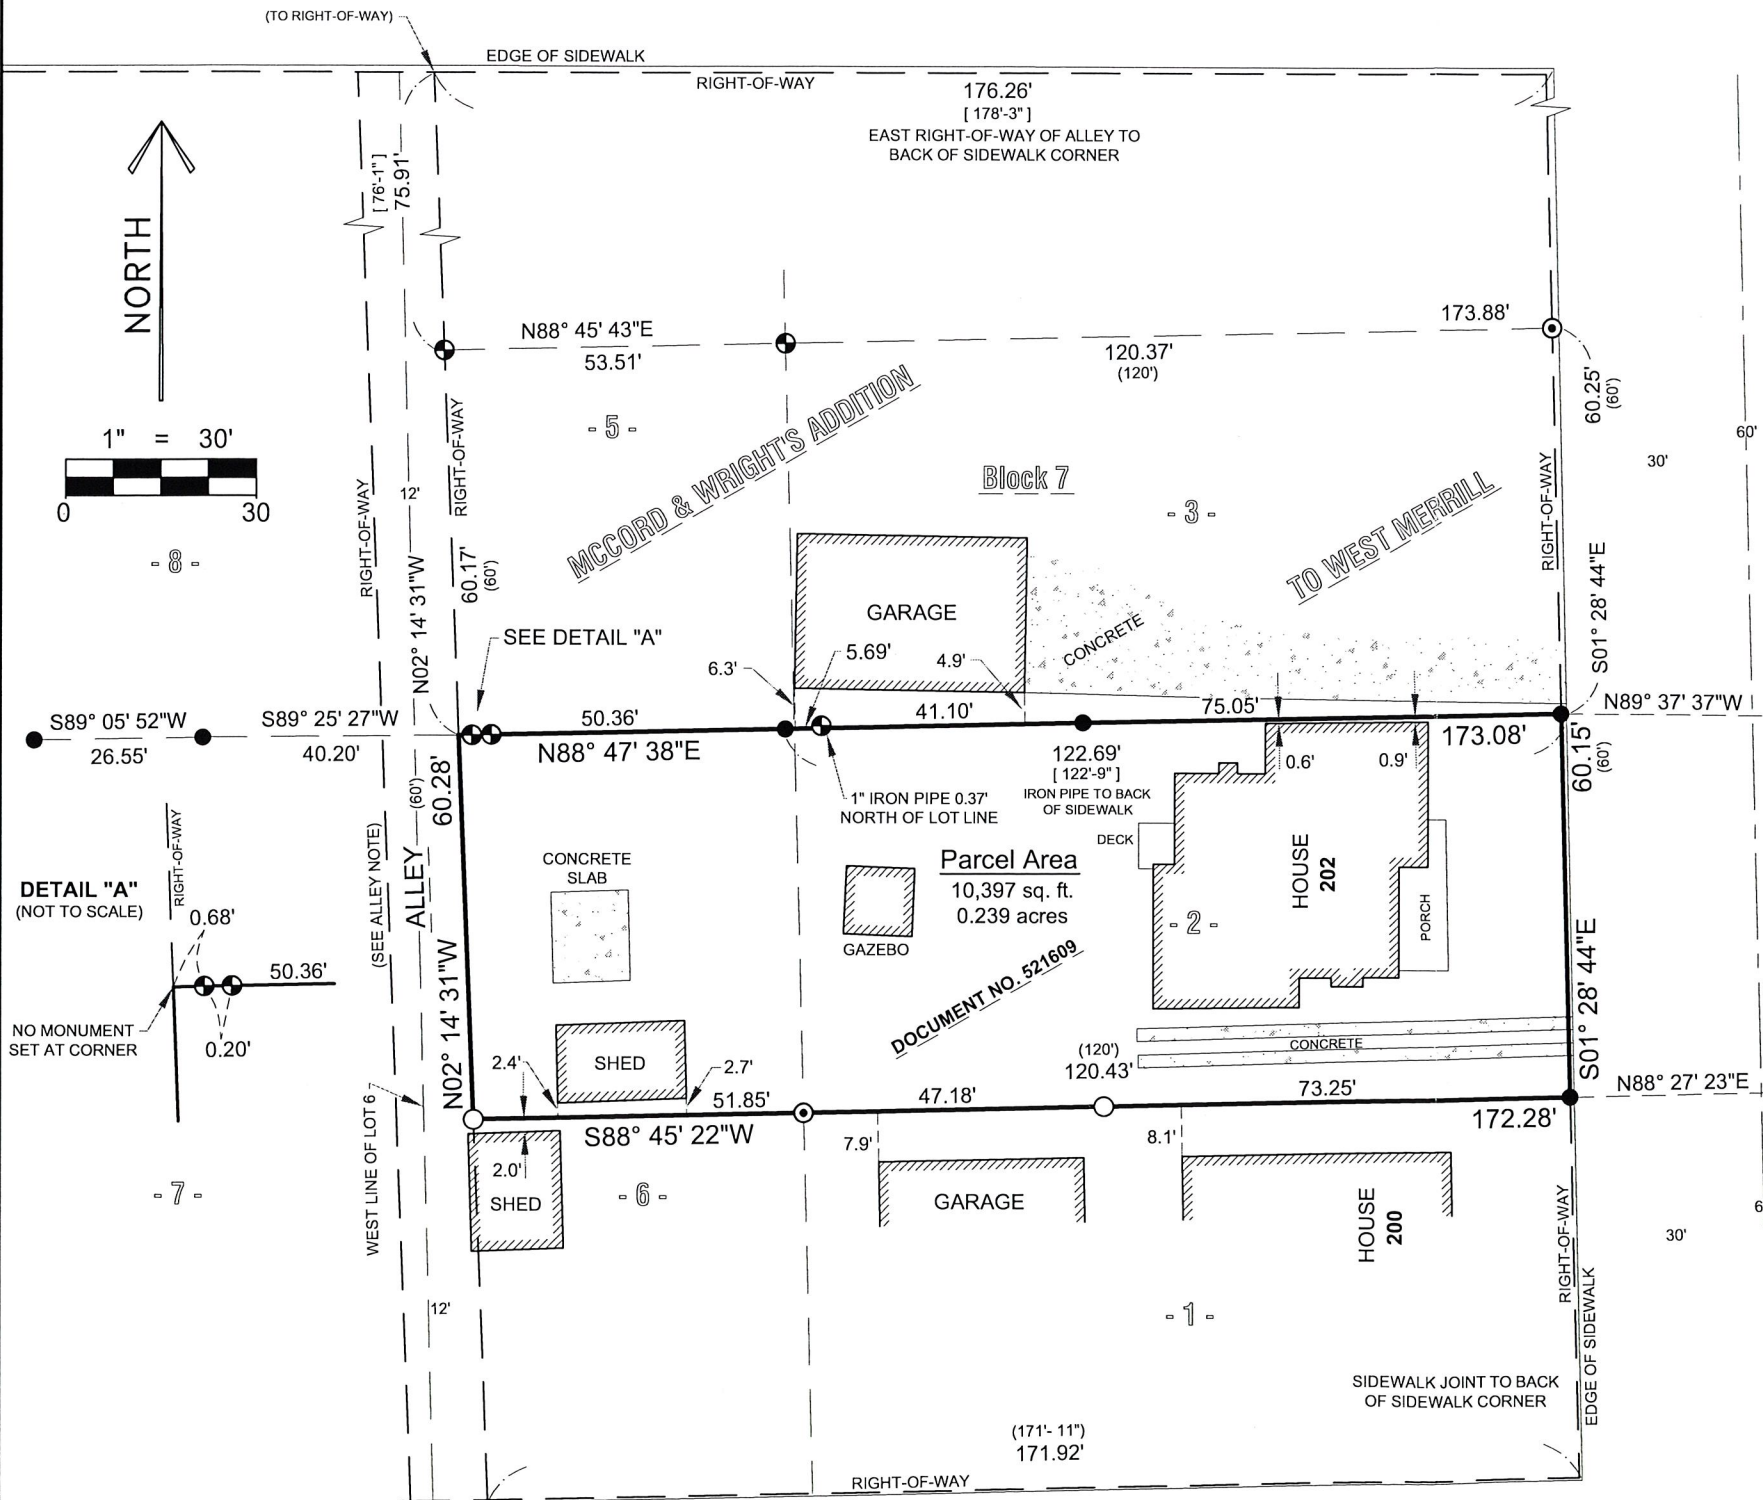 (TO RIGHT-OF-WAY)
EDGE OF SIDEWALK
RIGHT-OF-WAY
176.26'
[ 178'-3" ]
EAST RIGHT-OF-WAY OF ALLEY TO
BACK OF SIDEWALK CORNER
[ 76'-1" ]
75.91'
NORTH
1" = 30'
0 30
- 8 -
N88° 45' 43"E
53.51'
173.88'
120.37'
(120')
60.25'
(60')
60'
30'
- 5 -
MCCORD & WRIGHT'S ADDITION
Block 7
- 3 -
TO WEST MERRILL
RIGHT-OF-WAY
RIGHT-OF-WAY
RIGHT-OF-WAY
12'
60.17'
(60')
N02° 14' 31"W
S01° 28' 44"E
GARAGE
CONCRETE
SEE DETAIL "A"
6.3'
5.69'
4.9'
S89° 05' 52"W
26.55'
S89° 25' 27"W
40.20'
50.36'
N88° 47' 38"E
41.10'
75.05'
173.08'
N89° 37' 37"W
122.69'
[ 122'-9" ]
IRON PIPE TO BACK
OF SIDEWALK
0.6'
0.9'
60.15'
(60')
60.28'
(60')
1" IRON PIPE 0.37'
NORTH OF LOT LINE
DECK
HOUSE
202
PORCH
Parcel Area
10,397 sq. ft.
0.239 acres
- 2 -
CONCRETE
SLAB
GAZEBO
DOCUMENT NO. 521609
ALLEY
(SEE ALLEY NOTE)
RIGHT-OF-WAY
DETAIL "A"
(NOT TO SCALE)
0.68'
50.36'
NO MONUMENT
SET AT CORNER
0.20'
N02° 14' 31"W
S01° 28' 44"E
SHED
2.4'
2.7'
CONCRETE
(120')
120.43'
51.85'
47.18'
73.25'
S88° 45' 22"W
172.28'
N88° 27' 23"E
WEST LINE OF LOT 6
2.0'
SHED
7.9'
8.1'
GARAGE
HOUSE
200
- 7 -
- 6 -
6
30'
RIGHT-OF-WAY
12'
- 1 -
EDGE OF SIDEWALK
SIDEWALK JOINT TO BACK
OF SIDEWALK CORNER
(171'- 11")
171.92'
RIGHT-OF-WAY